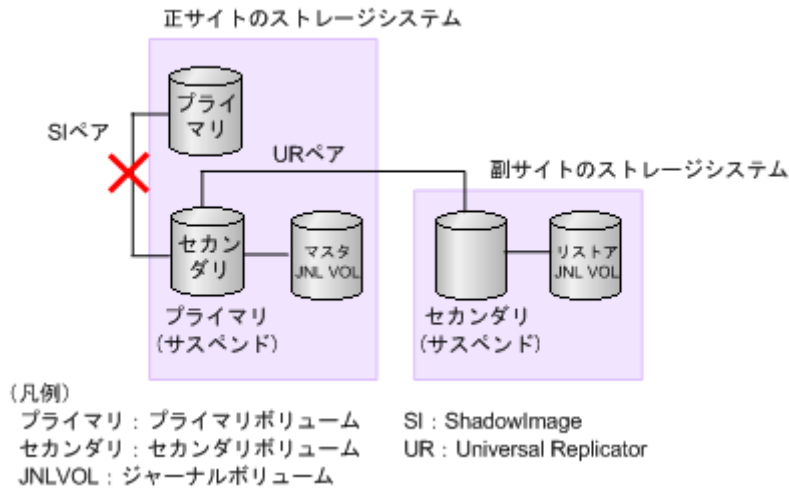 正サイトのストレージシステム
プライ
マリ
SIペア
URペア
副サイトのストレージシステム
セカン
ダリ
マスタ
JNL VOL
リストア
JNL VOL
プライマリ
(サスペンド)
セカンダリ
(サスペンド)
(凡例)
プライマリ：プライマリボリューム
SI：ShadowImage
セカンダリ：セカンダリボリューム
UR：Universal Replicator
JNLVOL：ジャーナルボリューム